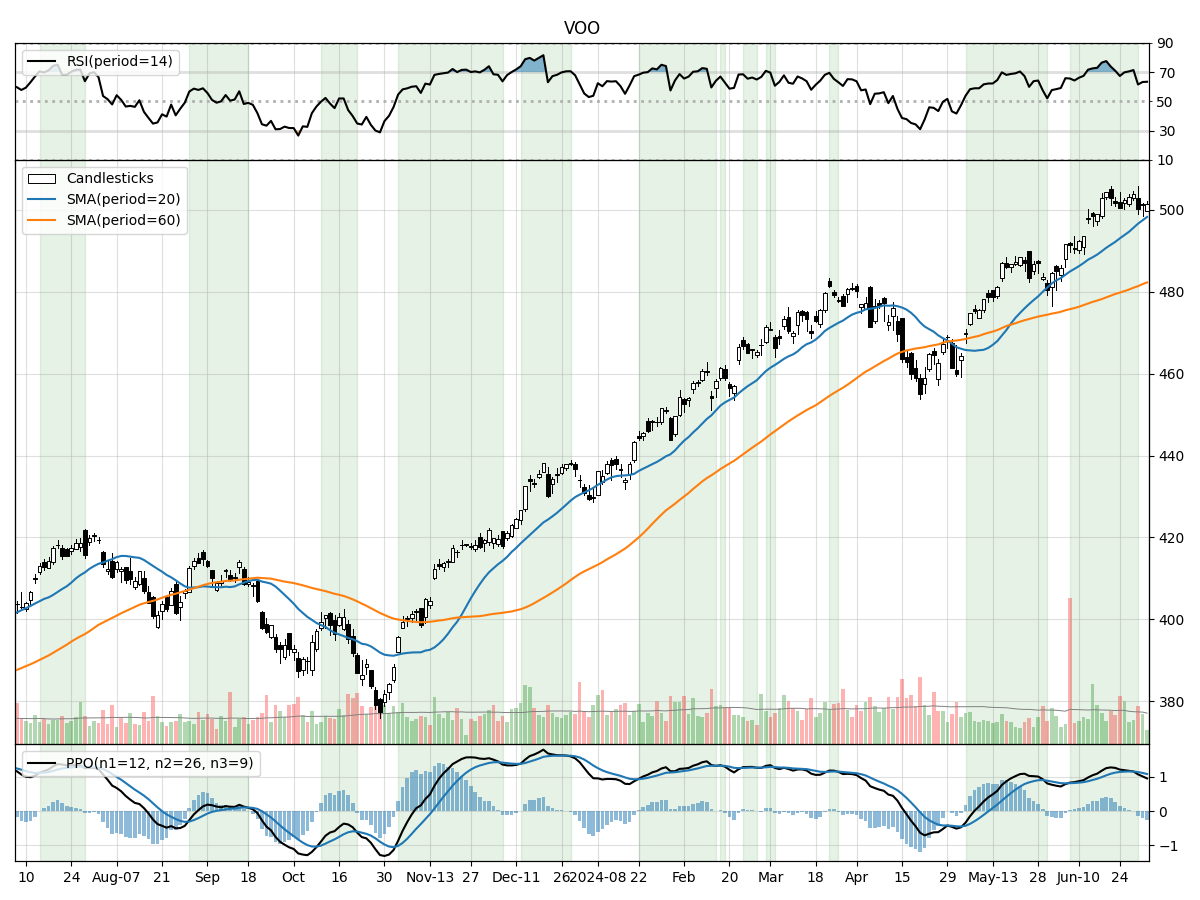 VOO
RSI(period=14)
90
70
50
30
10
Candlesticks
SMA(period=20)
SMA(period=60)
500
480
460
440
420
400
380
PPO(n1=12, n2=26, n3=9)
1
0
−1
10 24 Aug-07 21 Sep 18 Oct 16 30 Nov-13 27 Dec-11 26 2024-08 22 Feb 20 Mar 18 Apr 15 29 May-13 28 Jun-10 24